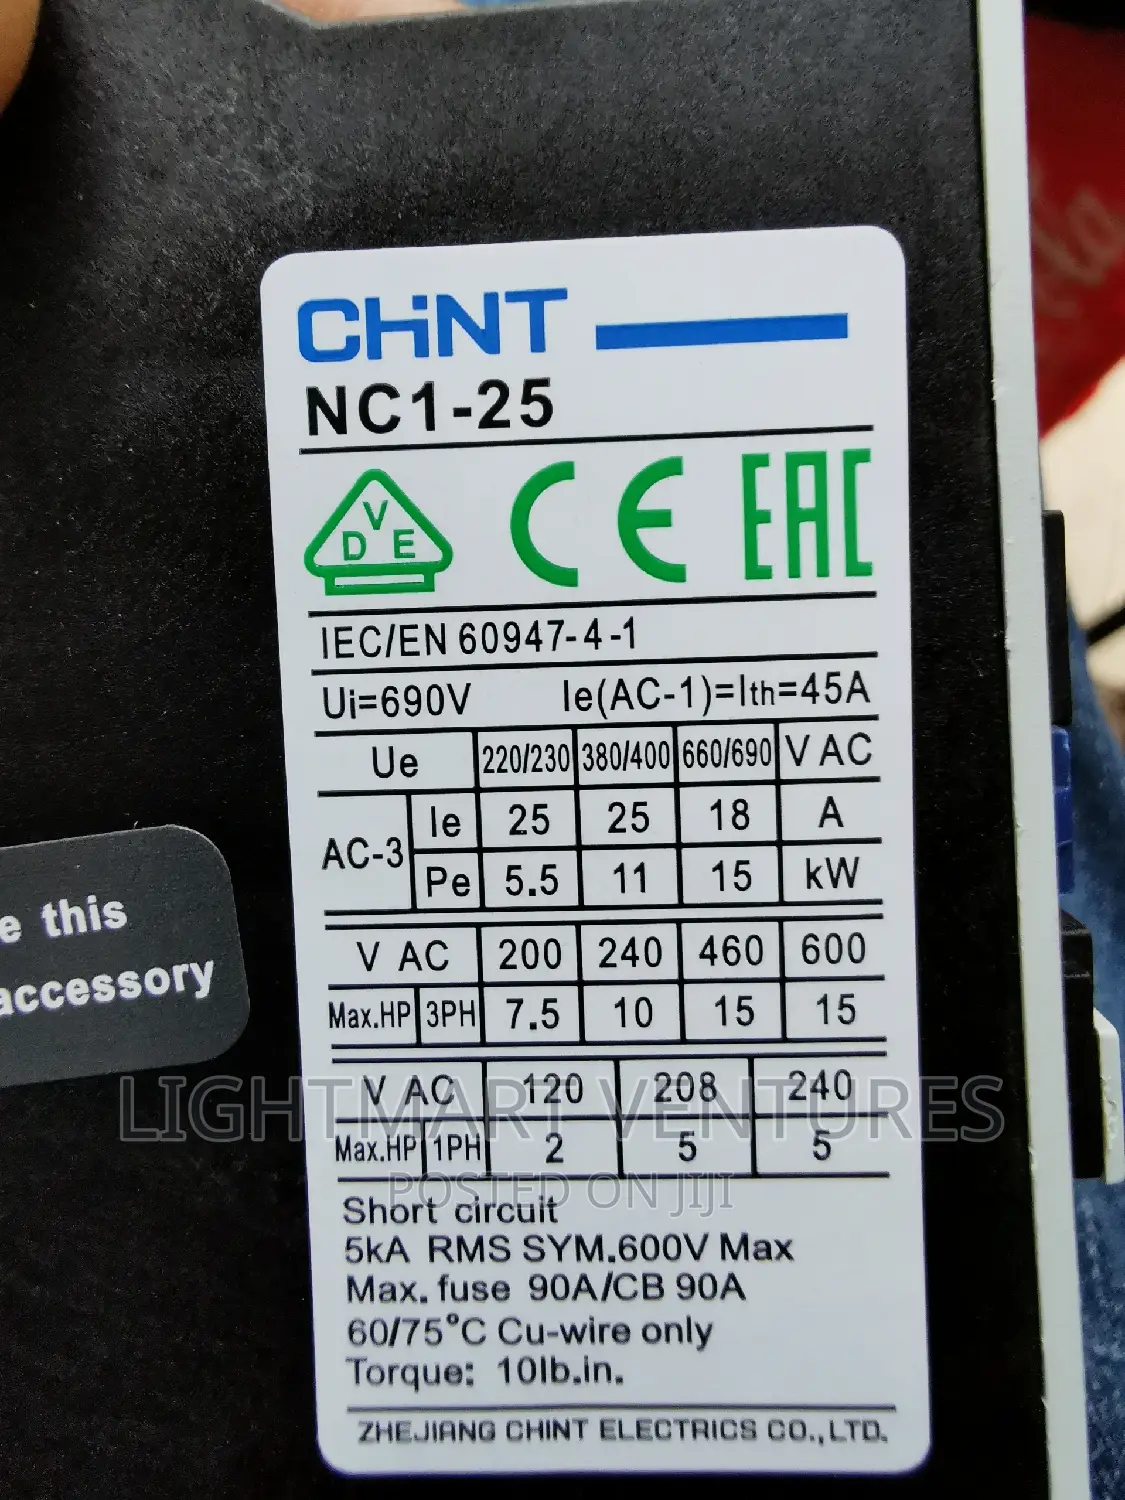 CHiNT
NC1-25
V
D E
CE EAC
IEC/EN 60947-4-1
Ui=690V Ie(AC-1)=Ith=45A
Ue 220/230 380/400 660/690 V AC
AC-3 Ie 25 25 18 A
Pe 5.5 11 15 kW
e this
accessory
V AC 200 240 460 600
Max.HP 3PH 7.5 10 15 15
V AC 120 208 240
Max.HP 1PH 2 5 5
LIGHTMART VENTURES
POSTED ON JIJI
Short circuit
5kA RMS SYM.600V Max
Max. fuse 90A/CB 90A
60/75°C Cu-wire only
Torque: 10lb.in.
ZHEJIANG CHINT ELECTRICS CO.,LTD.